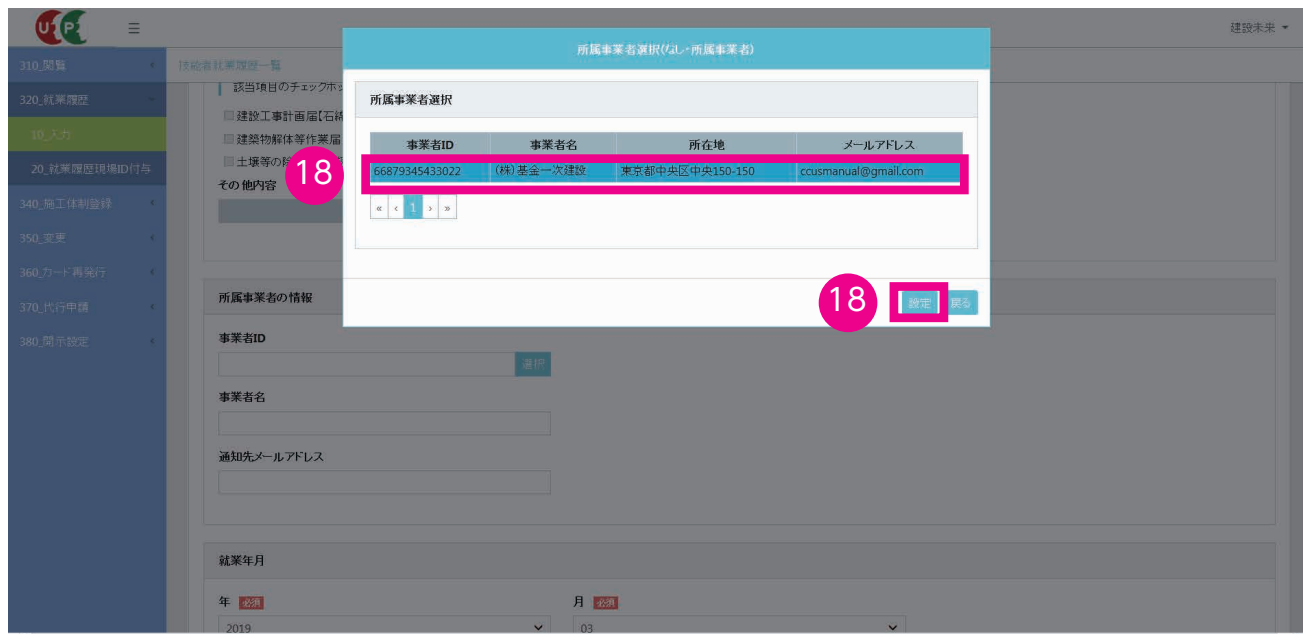 建設未来
所属事業者選択(なし・所属事業者)
310_閲覧
技能者就業履歴一覧
320_就業履歴
該当項目のチェックボッ
所属事業者選択
建設工事計画届【石綿
10_入力
建築物解体等作業届
事業者ID 事業者名 所在地 メールアドレス
土壌等の除
20_就業履歴現場ID付与
18
66879345433022 (株)基金一次建設 東京都中央区中央150-150 ccusmanual@gmail.com
その他内容
340_施工体制登録
« ‹ 1 › »
350_変更
360_カード再発行
所属事業者の情報
18
設定 戻る
370_代行申請
380_開示設定
事業者ID
選択
事業者名
通知先メールアドレス
就業年月
年 必須 月 必須
2019 03